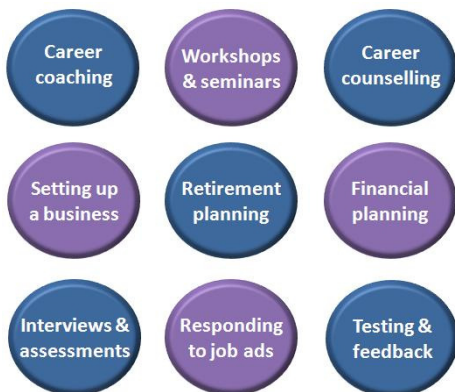 Career
coaching
Workshops
& seminars
Career
counselling
Setting up
a business
Retirement
planning
Financial
planning
Interviews &
assessments
Responding
to job ads
Testing &
feedback